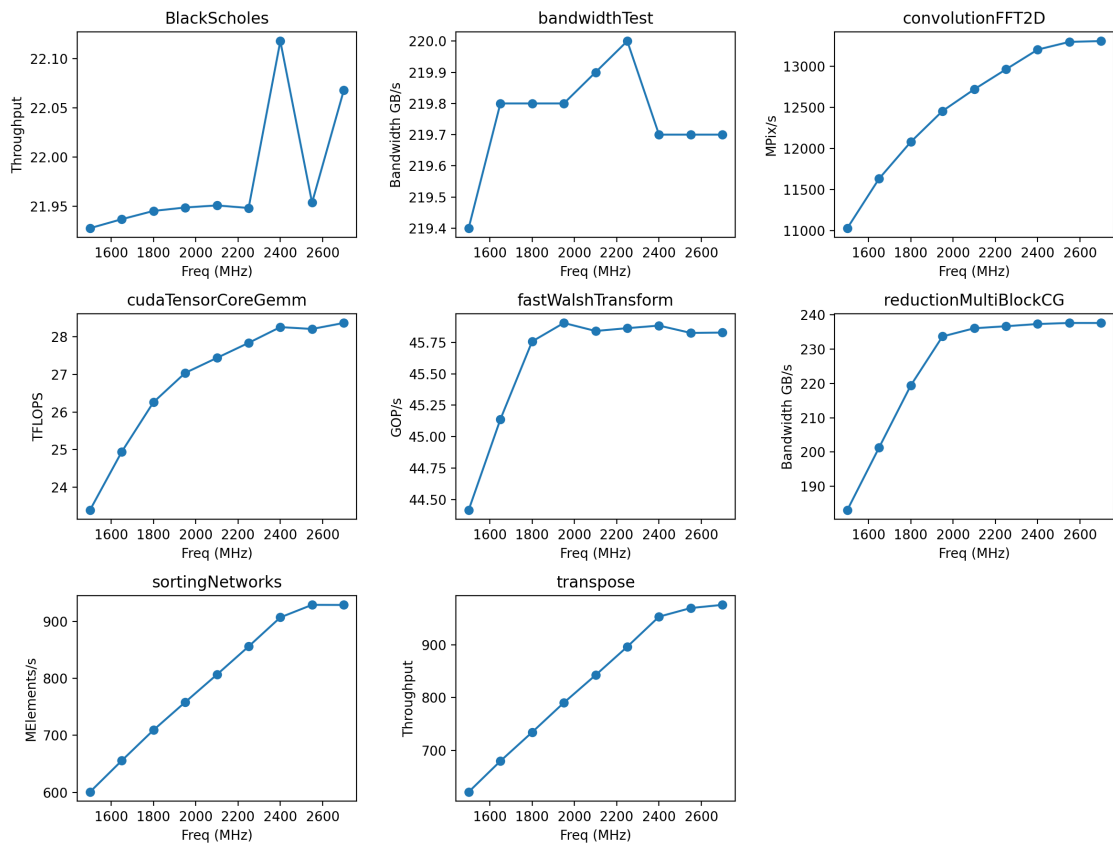 BlackScholes
Throughput
22.10
22.05
22.00
21.95
1600 1800 2000 2200 2400 2600
Freq (MHz)
bandwidthTest
Bandwidth GB/s
220.0
219.9
219.8
219.7
219.6
219.5
219.4
1600 1800 2000 2200 2400 2600
Freq (MHz)
convolutionFFT2D
MPix/s
13000
12500
12000
11500
11000
1600 1800 2000 2200 2400 2600
Freq (MHz)
cudaTensorCoreGemm
TFLOPS
28
27
26
25
24
1600 1800 2000 2200 2400 2600
Freq (MHz)
fastWalshTransform
GOP/s
45.75
45.50
45.25
45.00
44.75
44.50
1600 1800 2000 2200 2400 2600
Freq (MHz)
reductionMultiBlockCG
Bandwidth GB/s
240
230
220
210
200
190
1600 1800 2000 2200 2400 2600
Freq (MHz)
sortingNetworks
MElements/s
900
800
700
600
1600 1800 2000 2200 2400 2600
Freq (MHz)
transpose
Throughput
900
800
700
1600 1800 2000 2200 2400 2600
Freq (MHz)